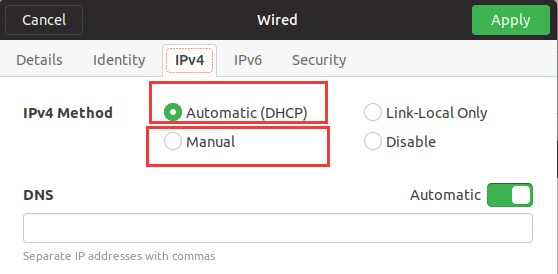 Cancel Wired Apply
Details Identity IPv4 IPv6 Security
IPv4 Method Automatic (DHCP) Link-Local Only
Manual Disable
DNS Automatic
Separate IP addresses with commas